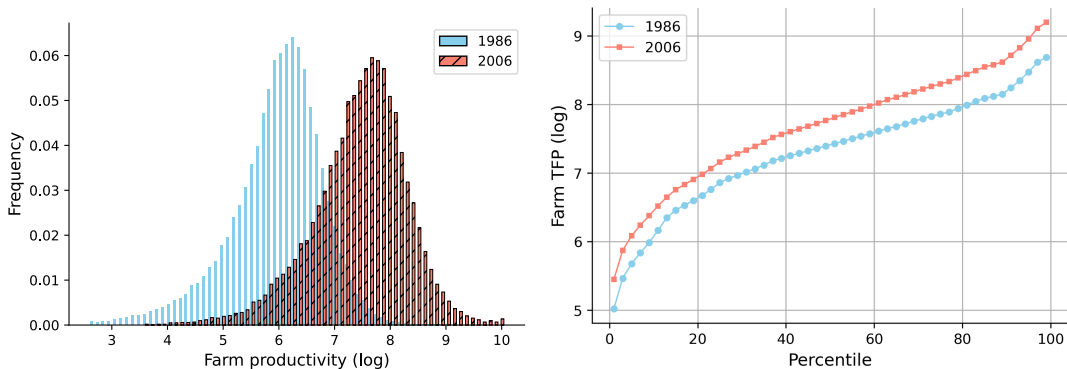 1986
2006
Frequency
0.06
0.05
0.04
0.03
0.02
0.01
0.00
3 4 5 6 7 8 9 10
Farm productivity (log)
1986
2006
Farm TFP (log)
9
8
7
6
5
0 20 40 60 80 100
Percentile